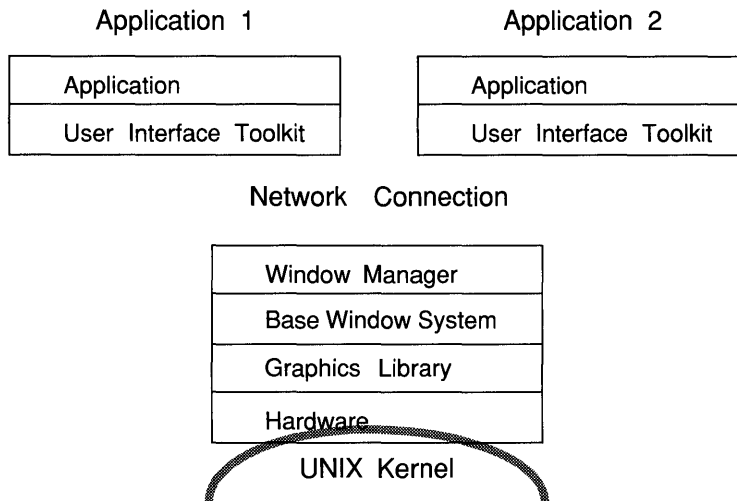 Application 1
Application 2
Application
User Interface Toolkit
Application
User Interface Toolkit
Network Connection
Window Manager
Base Window System
Graphics Library
Hardware
UNIX Kernel